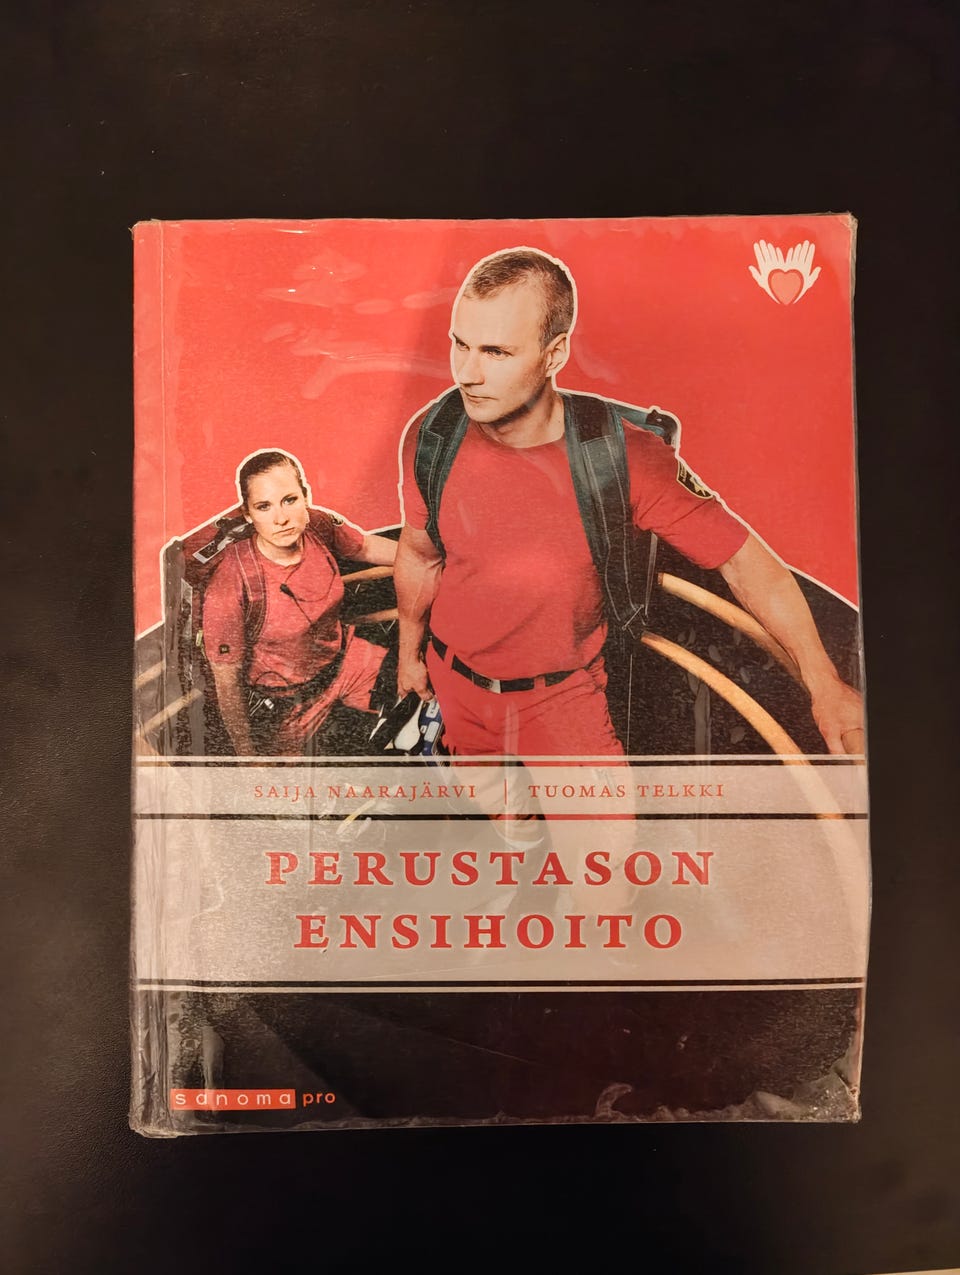 SAIJA NAARAJÄRVI | TUOMAS TELKKI
PERUSTASON
ENSIHOITO
sanoma pro